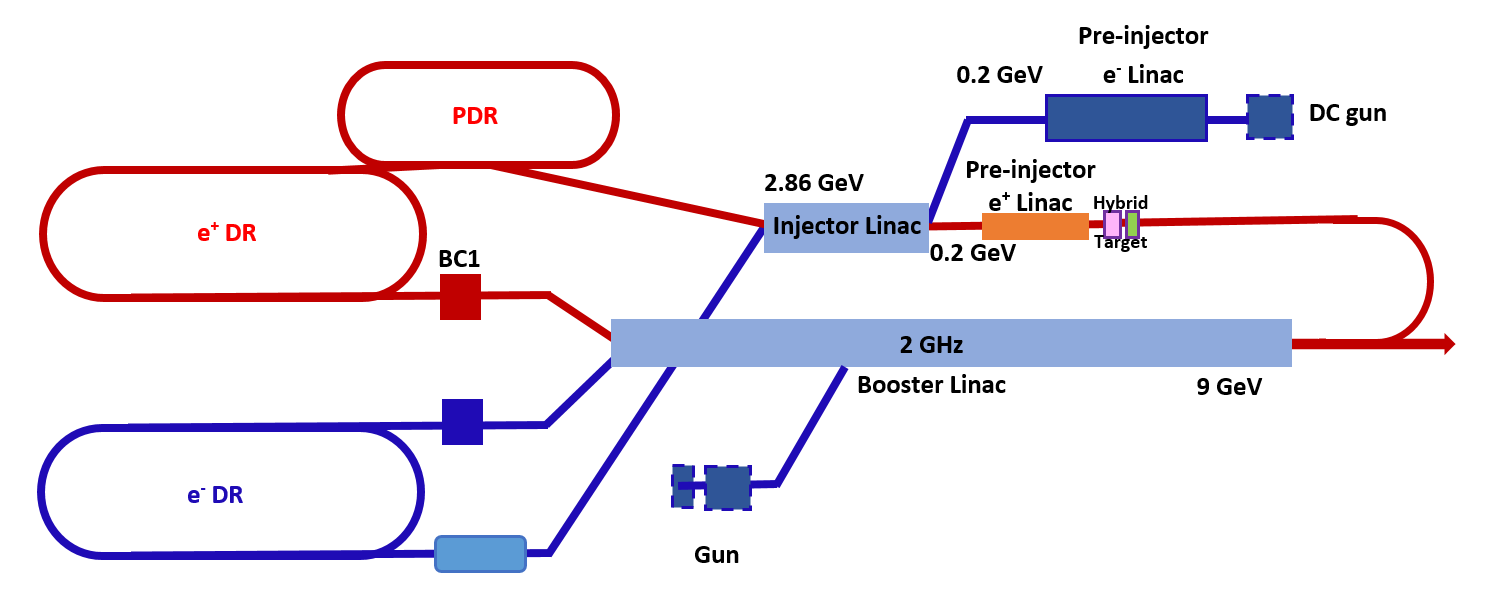 Pre-injector
e⁻ Linac
0.2 GeV
DC gun
PDR
Pre-injector
e⁺ Linac
2.86 GeV
Hybrid
Injector Linac
e⁺ DR
Target
0.2 GeV
BC1
2 GHz
Booster Linac
9 GeV
e⁻ DR
Gun